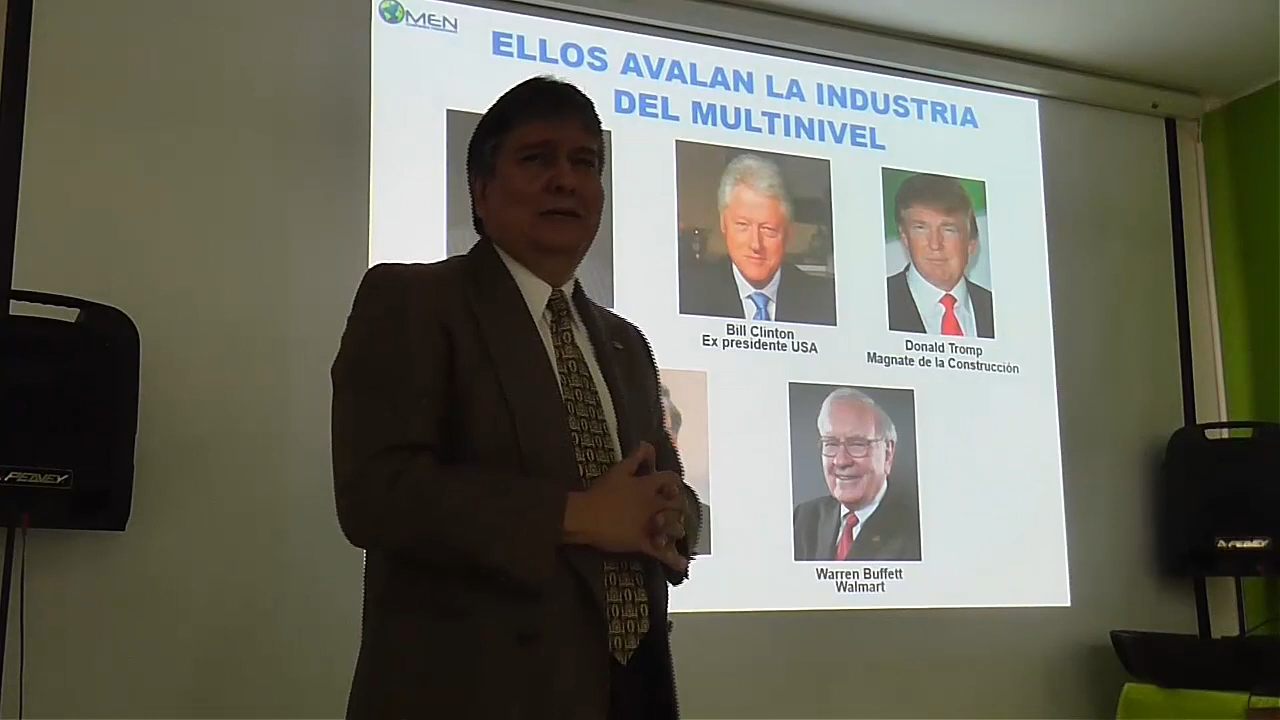 OMEN
ELLOS AVALAN LA INDUSTRIA
DEL MULTINIVEL
Bill Clinton
Ex presidente USA
Donald Tromp
Magnate de la Construcción
Warren Buffett
Walmart
PEAVEY
PEAVEY